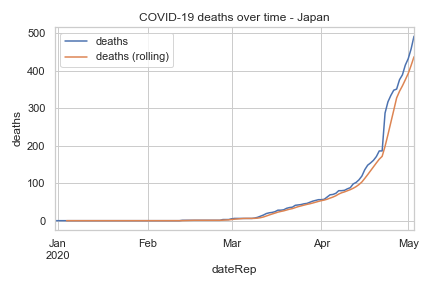 COVID-19 deaths over time - Japan
deaths
deaths (rolling)
500
400
300
200
100
0
deaths
Jan
2020
Feb
Mar
Apr
May
dateRep